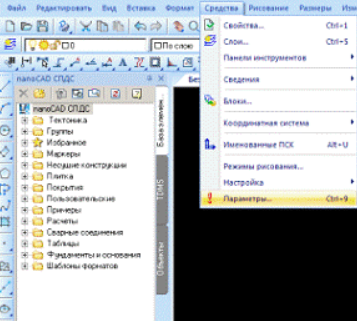 Файл Редактировать Вид Вставка Формат Средства Рисование Размеры
0
По слою
Свойства... Ctrl+1
Слои... Ctrl+5
Панели инструментов
Сведения
Блоки...
Координатная система
Именованные ПСК Alt+U
Режимы рисования...
Настройка
Параметры... Ctrl+9
nanoCAD СПДС
Без
nanoCAD СПДС
Тектоника
Группы
Избранное
Маркеры
Несущие конструкции
Плитка
Покрытия
Пользовательские
Примеры
Расчеты
Сварные соединения
Таблицы
Фундаменты и основания
Шаблоны форматов
База элемен...
TDMS
Объекты